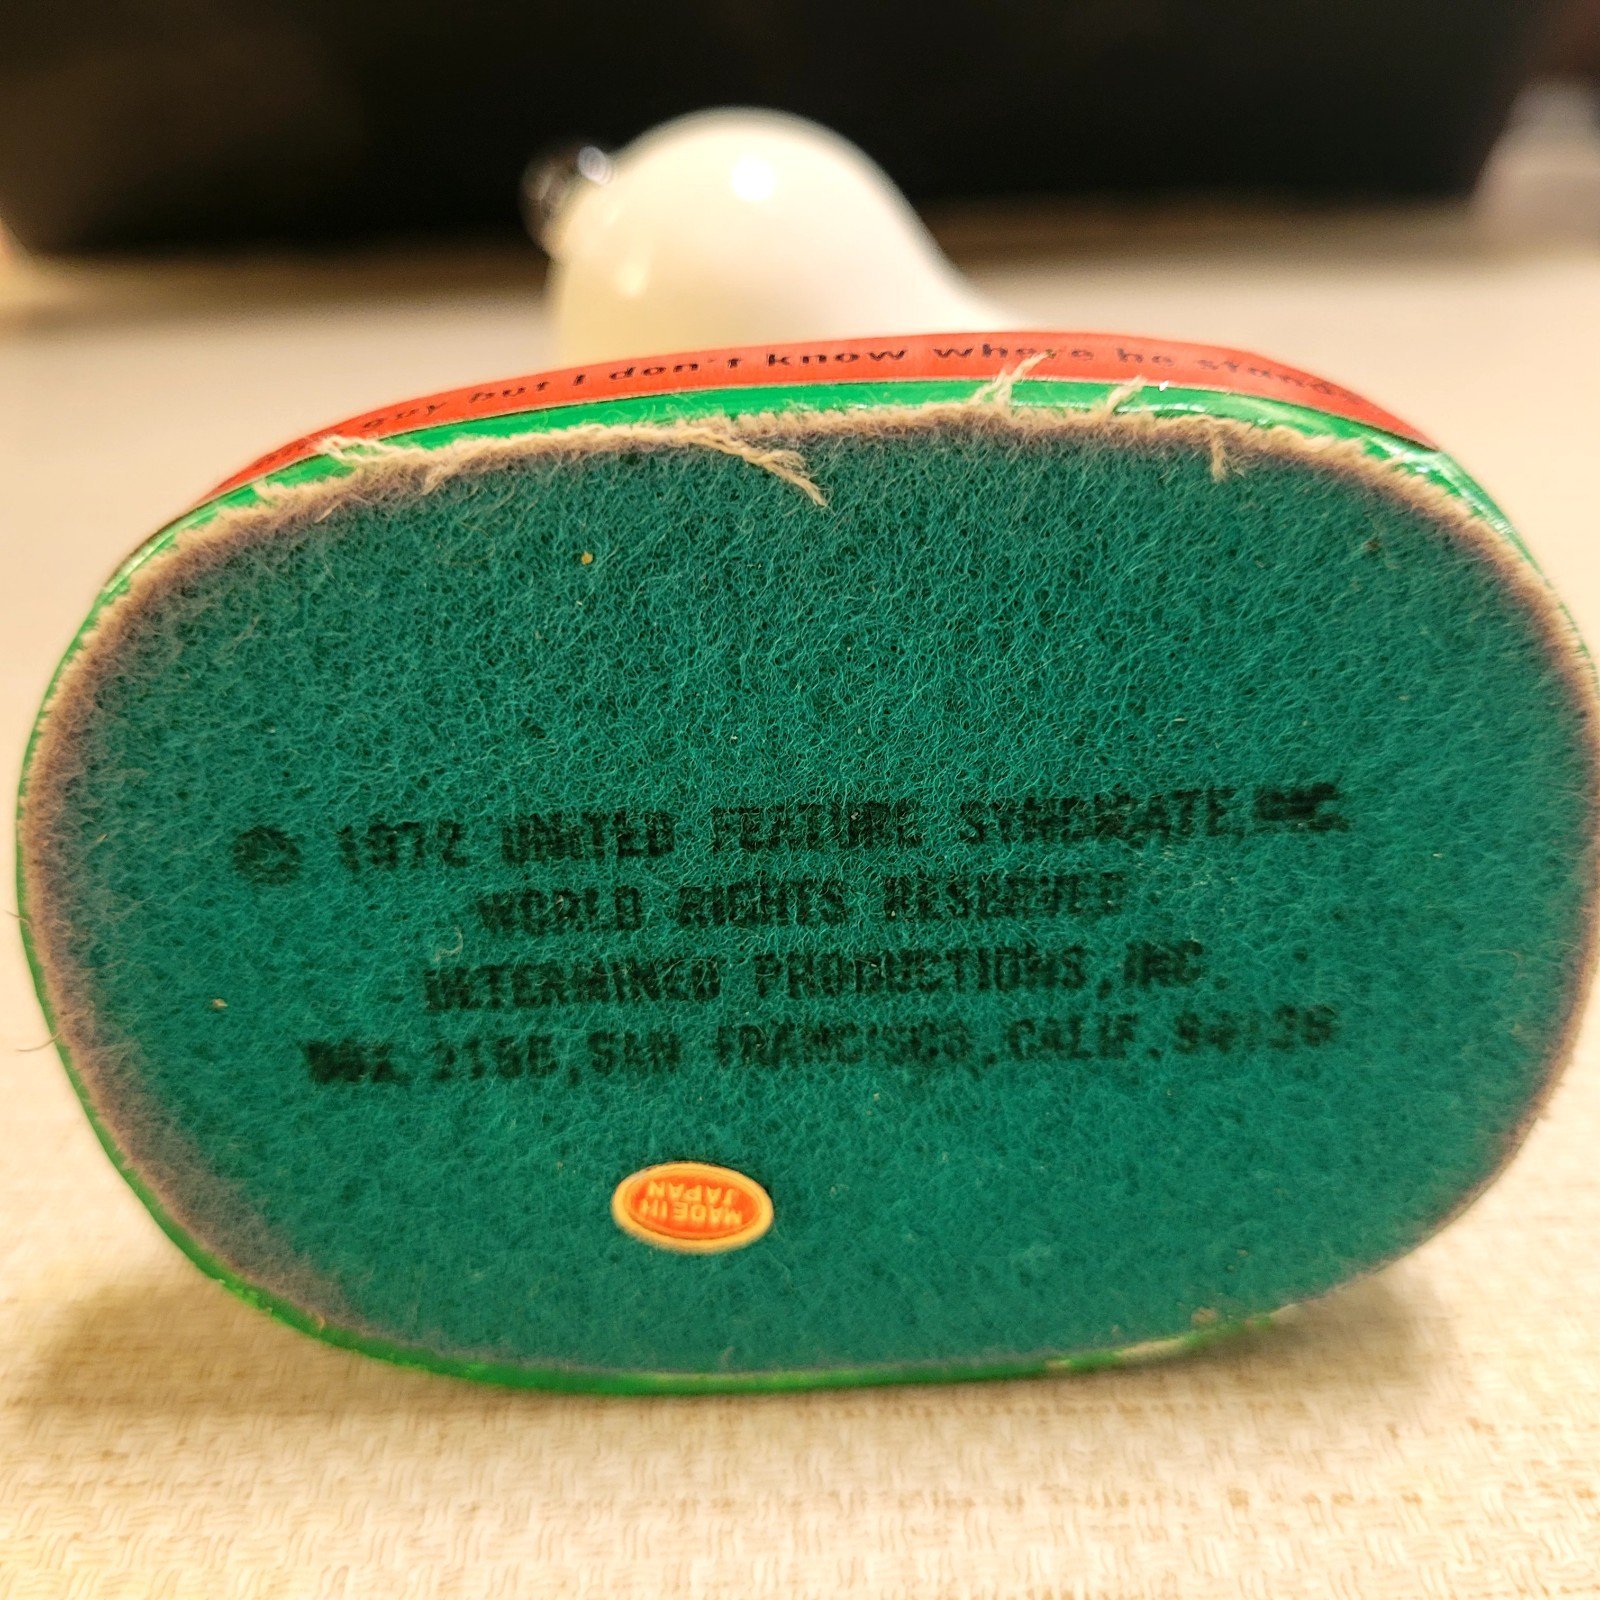 guy but I don't know where he stands
© 1972 UNITED FEATURE SYNDICATE, INC.
WORLD RIGHTS RESERVED
DETERMINED PRODUCTIONS, INC.
BOX 2150, SAN FRANCISCO, CALIF. 94126
MADE IN
JAPAN